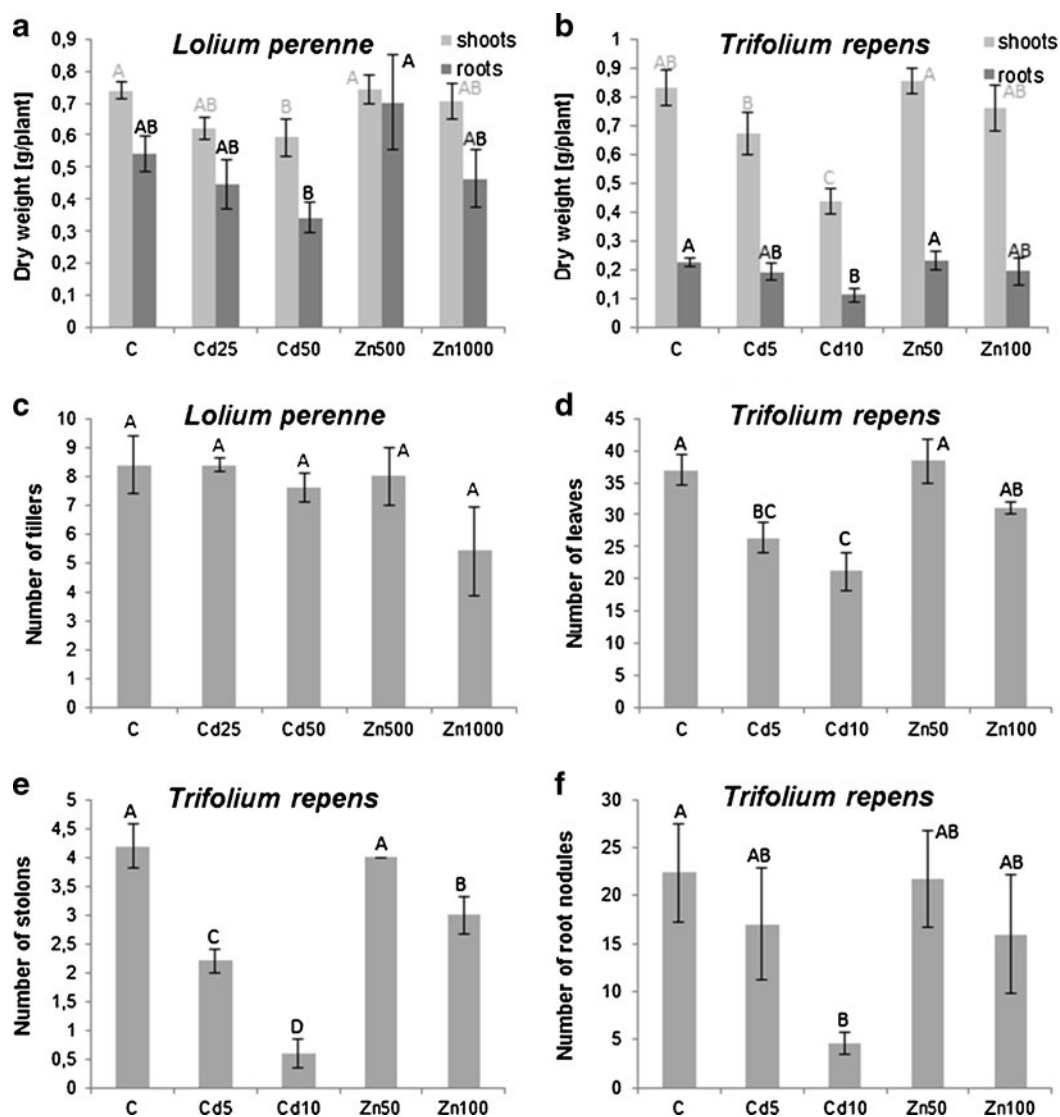 a
Lolium perenne
shoots
roots
Dry weight [g/plant]
0,9
0,8
0,7
0,6
0,5
0,4
0,3
0,2
0,1
0
A AB AB AB B B A A AB AB
C Cd25 Cd50 Zn500 Zn1000
b
Trifolium repens
shoots
roots
Dry weight [g/plant]
1
0,9
0,8
0,7
0,6
0,5
0,4
0,3
0,2
0,1
0
AB A B AB C B A A AB AB
C Cd5 Cd10 Zn50 Zn100
c
Lolium perenne
Number of tillers
10
9
8
7
6
5
4
3
2
1
0
A A A A A
C Cd25 Cd50 Zn500 Zn1000
d
Trifolium repens
Number of leaves
45
40
35
30
25
20
15
10
5
0
A BC C A AB
C Cd5 Cd10 Zn50 Zn100
e
Trifolium repens
Number of stolons
5
4,5
4
3,5
3
2,5
2
1,5
1
0,5
0
A C D A B
C Cd5 Cd10 Zn50 Zn100
f
Trifolium repens
Number of root nodules
30
25
20
15
10
5
0
A AB B AB AB
C Cd5 Cd10 Zn50 Zn100